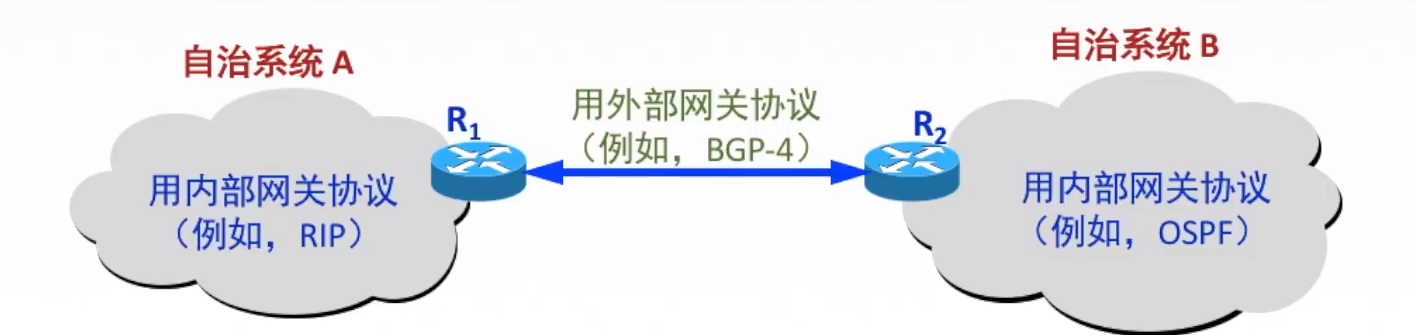 自治系统 A
自治系统 B
用外部网关协议
（例如，BGP-4）
R₁
R₂
用内部网关协议
（例如，RIP）
用内部网关协议
（例如，OSPF）